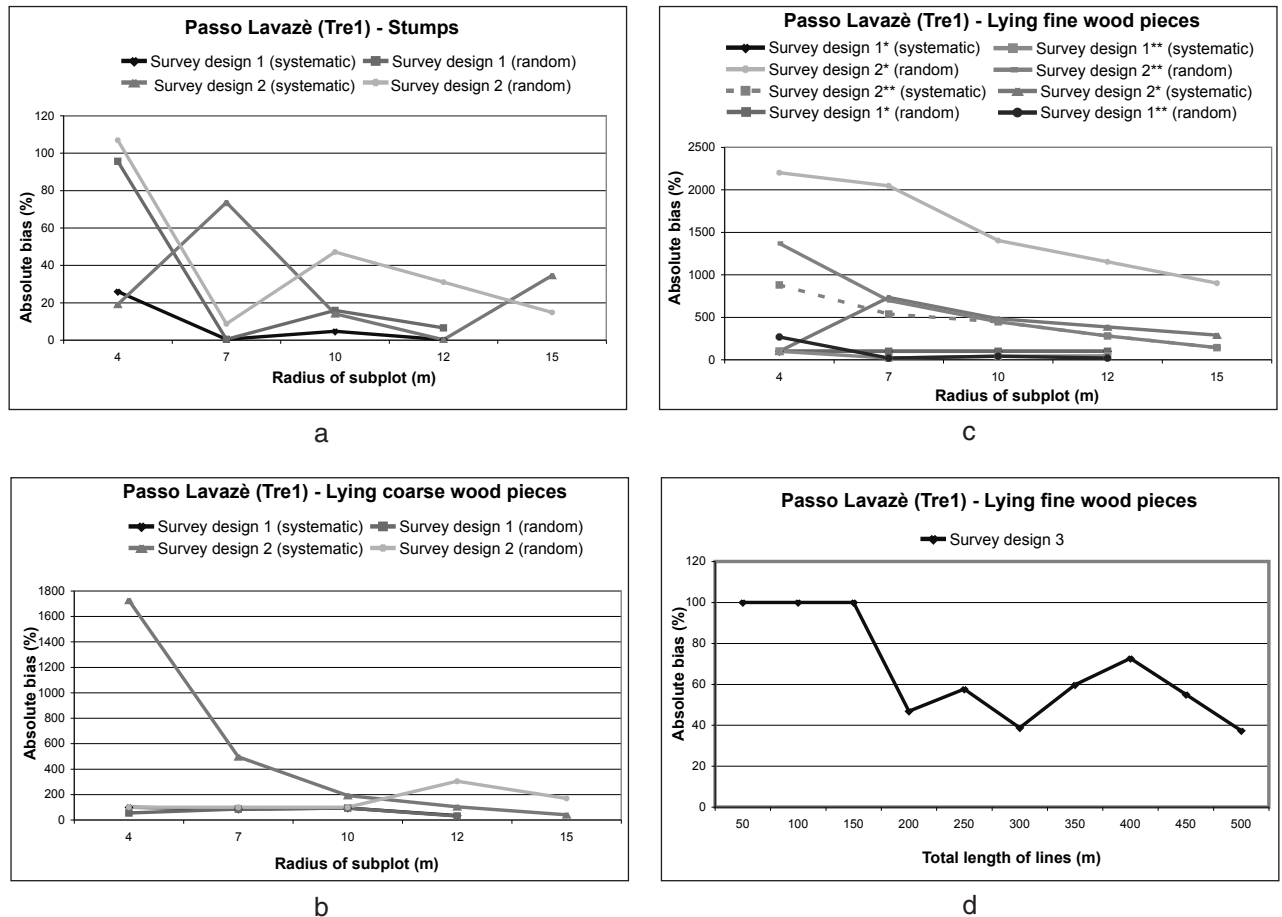 Passo Lavazè (Tre1) - Stumps
Survey design 1 (systematic) Survey design 1 (random)
Survey design 2 (systematic) Survey design 2 (random)
Absolute bias (%)
120
100
80
60
40
20
0
4 7 10 12 15
Radius of subplot (m)
a
Passo Lavazè (Tre1) - Lying fine wood pieces
Survey design 1* (systematic) Survey design 1** (systematic)
Survey design 2* (random) Survey design 2** (random)
Survey design 2** (systematic) Survey design 2* (systematic)
Survey design 1* (random) Survey design 1** (random)
Absolute bias (%)
2500
2000
1500
1000
500
0
4 7 10 12 15
Radius of subplot (m)
c
Passo Lavazè (Tre1) - Lying coarse wood pieces
Survey design 1 (systematic) Survey design 1 (random)
Survey design 2 (systematic) Survey design 2 (random)
Absolute bias (%)
1800
1600
1400
1200
1000
800
600
400
200
0
4 7 10 12 15
Radius of subplot (m)
b
Passo Lavazè (Tre1) - Lying fine wood pieces
Survey design 3
Absolute bias (%)
120
100
80
60
40
20
0
50 100 150 200 250 300 350 400 450 500
Total length of lines (m)
d